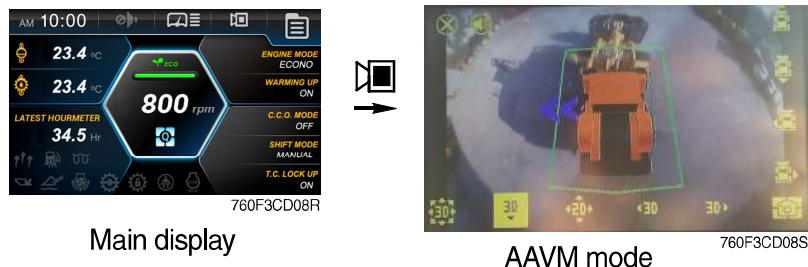 AM 10:00
23.4 °C
23.4 °C
LATEST HOURMETER
34.5 Hr
ECO
800 rpm
ENGINE MODE
ECONO
WARMING UP
ON
C.C.O. MODE
OFF
SHIFT MODE
MANUAL
T.C. LOCK UP
ON
760F3CD08R
Main display
3D
3D
2D
3D
3D
760F3CD08S
AAVM mode